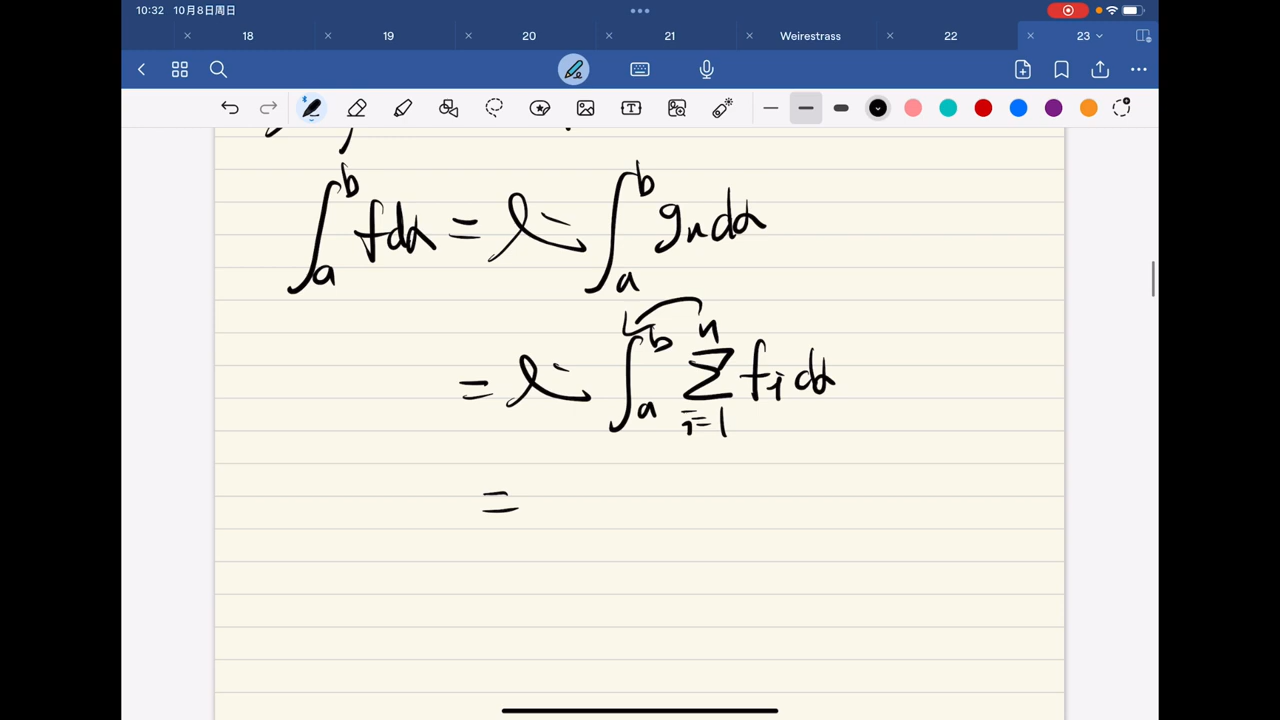 10:32 10月8日周日
18 19 20 21 Weirestrass 22 23
∫_a^b f dα = lim ∫_a^b g_n dα
= lim ∫_a^b ∑_{i=1}^n f_i dα
=